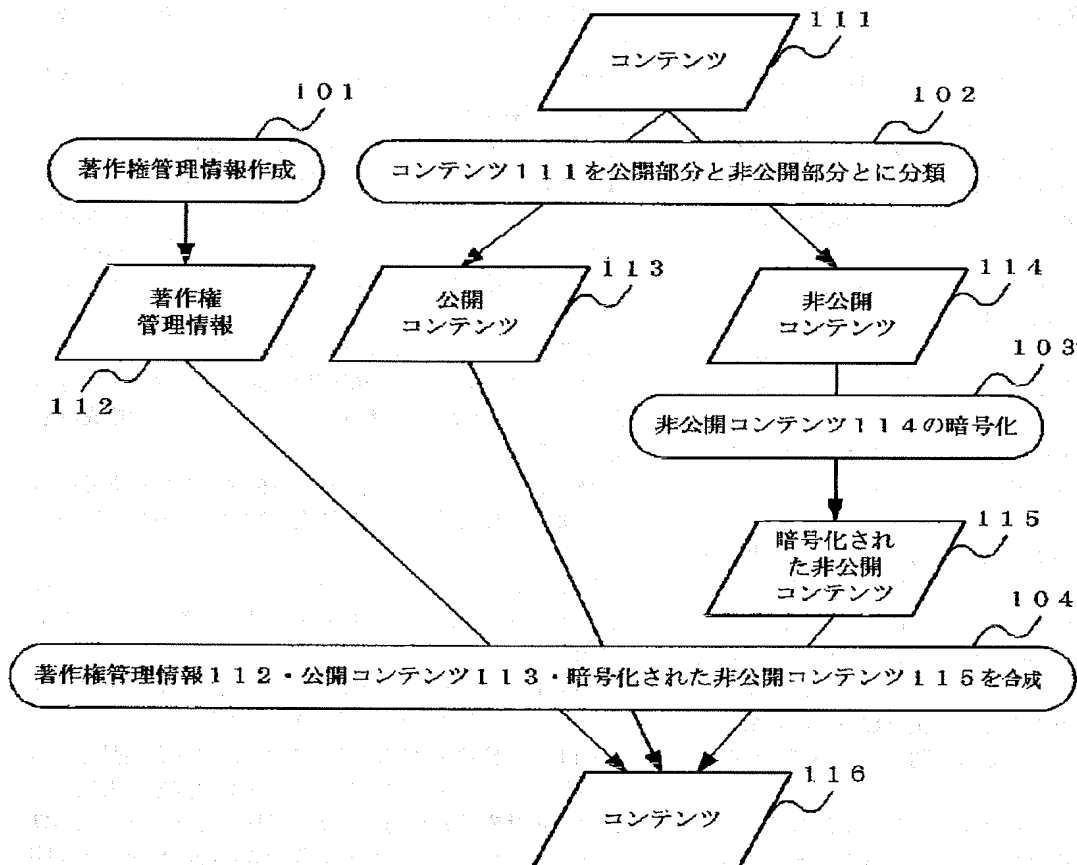 111
コンテンツ
101
102
著作権管理情報作成
コンテンツ111を公開部分と非公開部分とに分類
113
114
著作権
管理情報
公開
コンテンツ
非公開
コンテンツ
112
103
非公開コンテンツ114の暗号化
115
暗号化され
た非公開
コンテンツ
104
著作権管理情報112・公開コンテンツ113・暗号化された非公開コンテンツ115を合成
116
コンテンツ